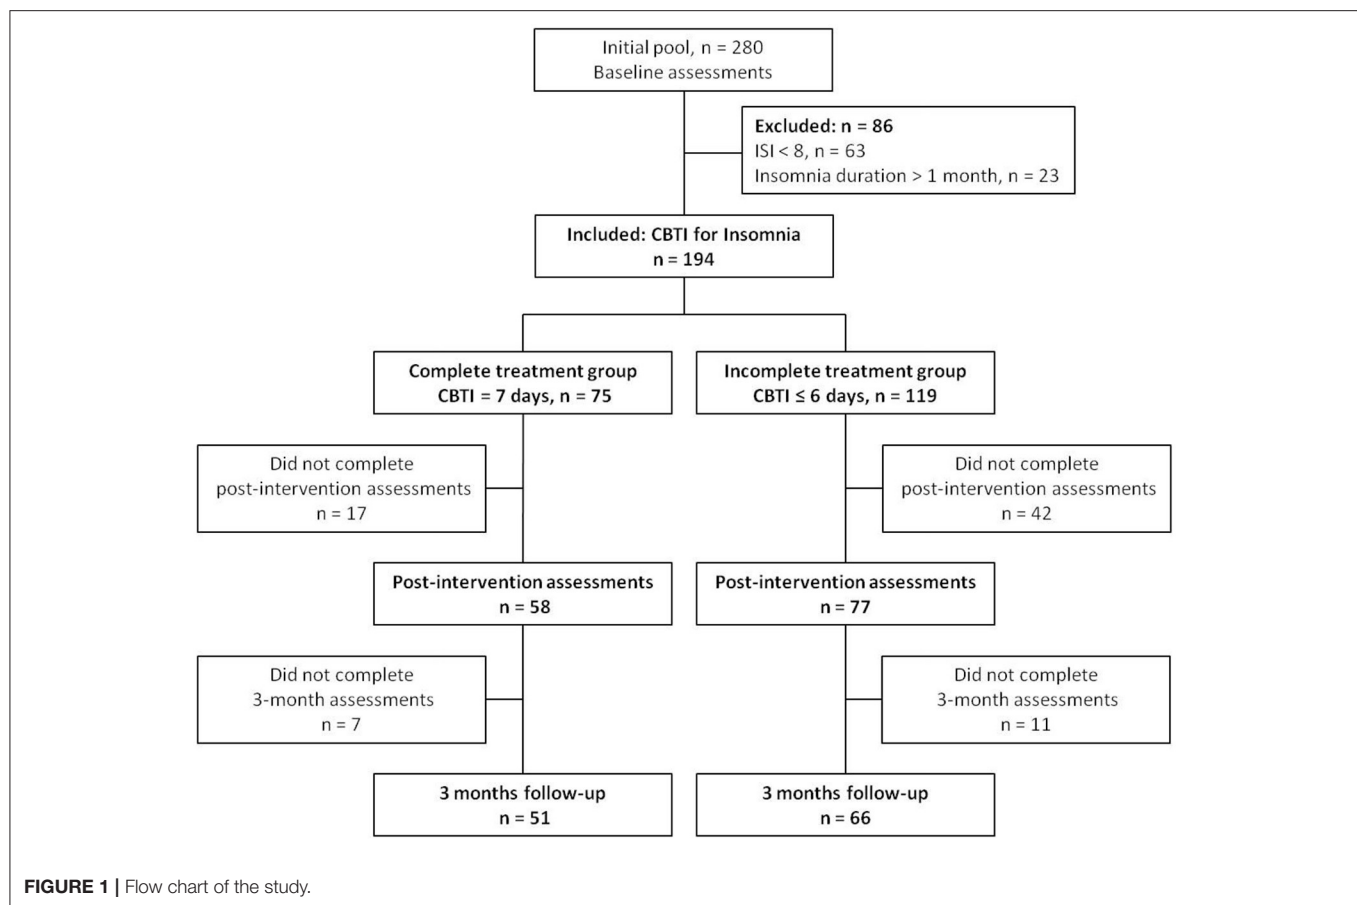 Initial pool, n = 280
Baseline assessments
Excluded: n = 86
ISI < 8, n = 63
Insomnia duration > 1 month, n = 23
Included: CBTI for Insomnia
n = 194
Complete treatment group
CBTI = 7 days, n = 75
Incomplete treatment group
CBTI ≤ 6 days, n = 119
Did not complete
post-intervention assessments
n = 17
Did not complete
post-intervention assessments
n = 42
Post-intervention assessments
n = 58
Post-intervention assessments
n = 77
Did not complete
3-month assessments
n = 7
Did not complete
3-month assessments
n = 11
3 months follow-up
n = 51
3 months follow-up
n = 66
FIGURE 1 | Flow chart of the study.